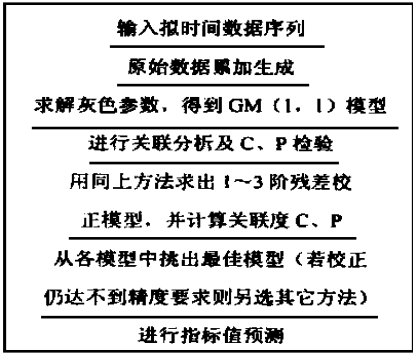 输入拟时间数据序列
原始数据累加生成
求解灰色参数，得到GM（1，1）模型
进行关联分析及C、P检验
用同上方法求出1～3阶残差校
正模型，并计算关联度C、P
从各模型中挑出最佳模型（若校正
仍达不到精度要求则另选其它方法）
进行指标值预测